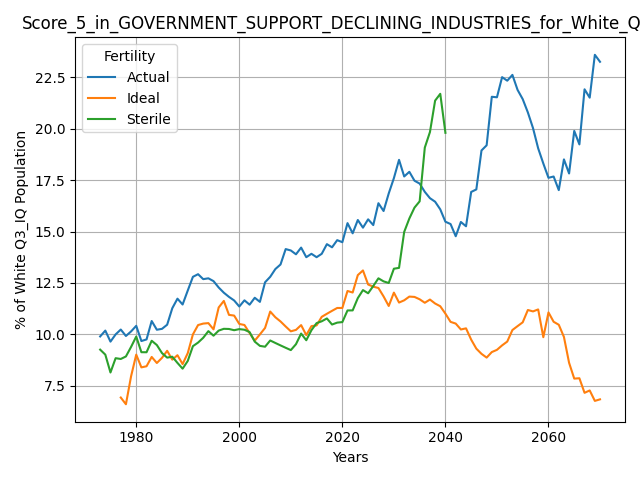 Score_5_in_GOVERNMENT_SUPPORT_DECLINING_INDUSTRIES_for_White_Q
Fertility
Actual
Ideal
Sterile
22.5
20.0
17.5
15.0
12.5
10.0
7.5
% of White Q3_IQ Population
1980
2000
2020
2040
2060
Years